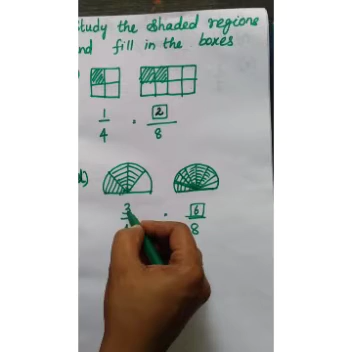 Study the shaded regions
and fill in the boxes
1 = 2
4 8
d) 
3 = 6
8